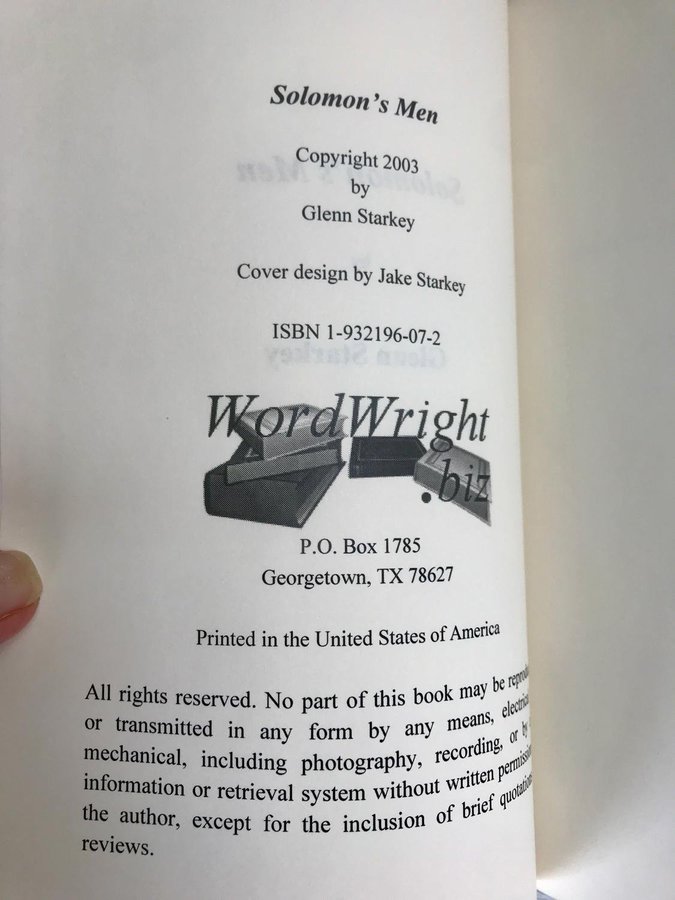 Solomon's Men
Copyright 2003
by
Glenn Starkey
Cover design by Jake Starkey
ISBN 1-932196-07-2
WordWright
.biz
P.O. Box 1785
Georgetown, TX 78627
Printed in the United States of America
All rights reserved. No part of this book may be
or transmitted in any form by any means,
mechanical, including photography, recording, or by
information or retrieval system without written
the author, except for the inclusion of brief
reviews.